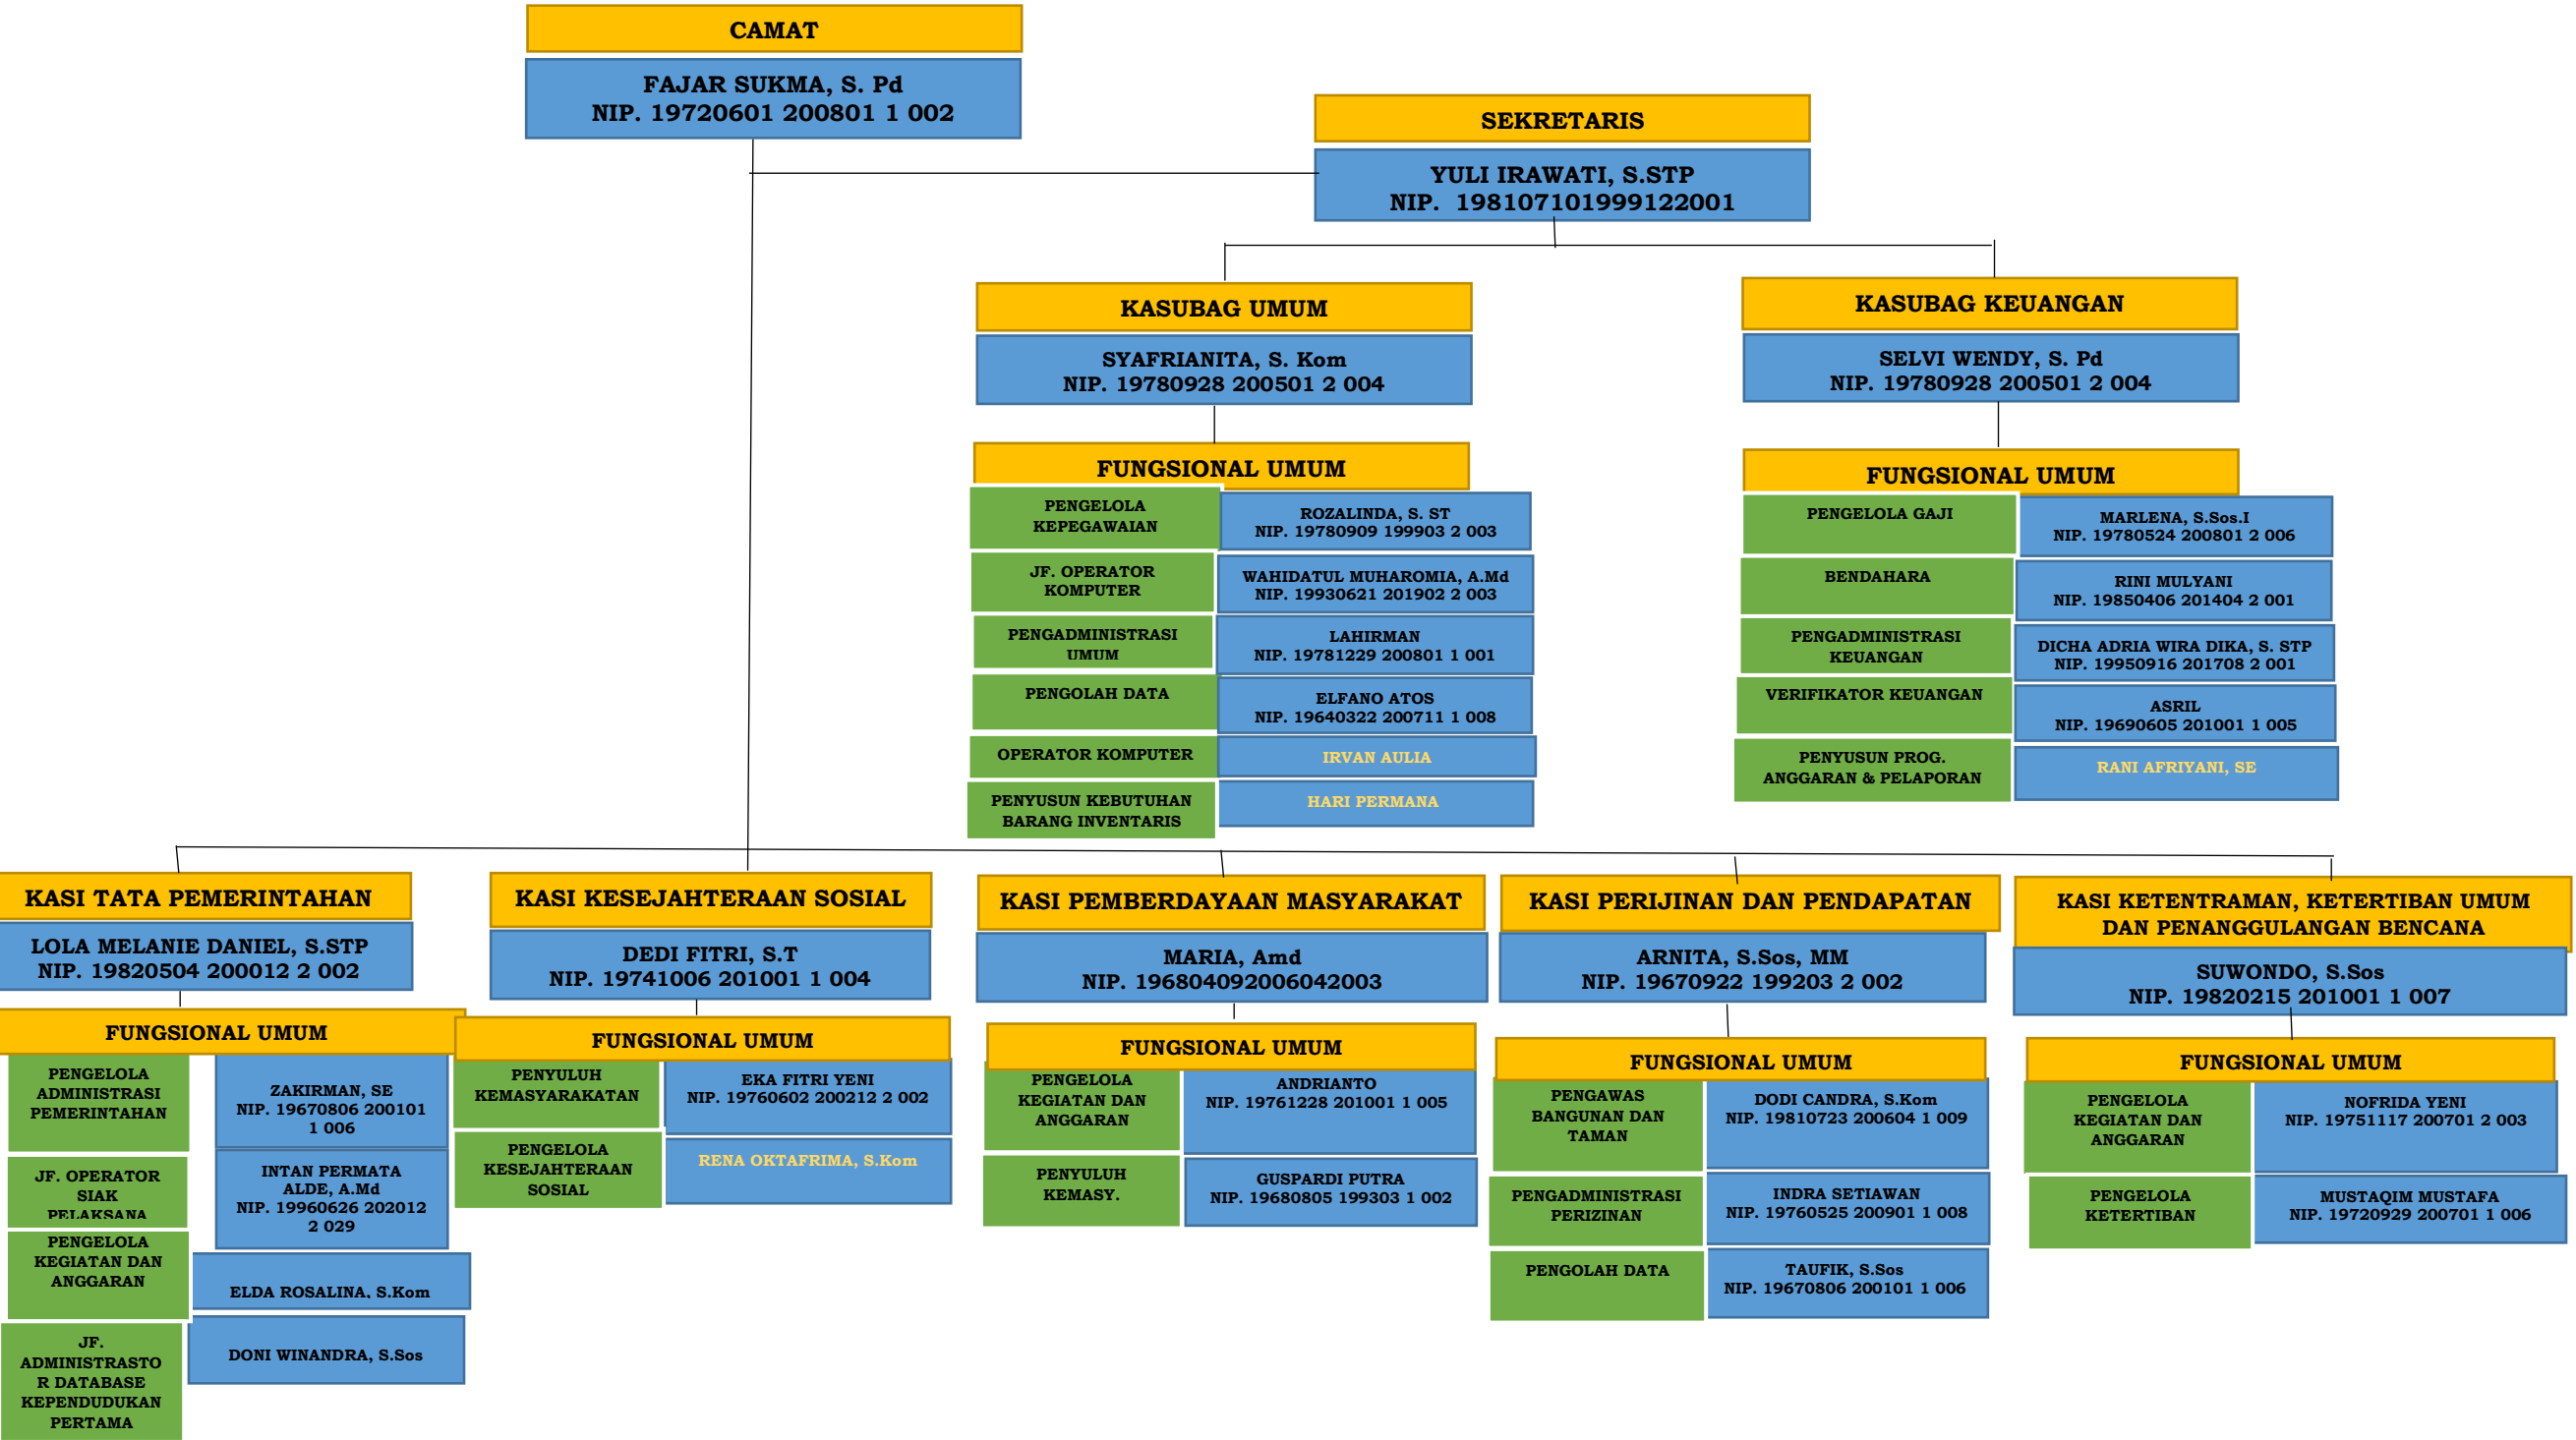 CAMAT
FAJAR SUKMA, S. Pd
NIP. 19720601 200801 1 002
SEKRETARIS
YULI IRAWATI, S.STP
NIP.  198107101999122001
KASUBAG UMUM
SYAFRIANITA, S. Kom
NIP. 19780928 200501 2 004
FUNGSIONAL UMUM
PENGELOLA
KEPEGAWAIAN
ROZALINDA, S. ST
NIP. 19780909 199903 2 003
JF. OPERATOR
KOMPUTER
WAHIDATUL MUHAROMIA, A.Md
NIP. 19930621 201902 2 003
PENGADMINISTRASI
UMUM
LAHIRMAN
NIP. 19781229 200801 1 001
PENGOLAH DATA
ELFANO ATOS
NIP. 19640322 200711 1 008
OPERATOR KOMPUTER
IRVAN AULIA
PENYUSUN KEBUTUHAN
BARANG INVENTARIS
HARI PERMANA
KASUBAG KEUANGAN
SELVI WENDY, S. Pd
NIP. 19780928 200501 2 004
FUNGSIONAL UMUM
PENGELOLA GAJI
MARLENA, S.Sos.I
NIP. 19780524 200801 2 006
BENDAHARA
RINI MULYANI
NIP. 19850406 201404 2 001
PENGADMINISTRASI
KEUANGAN
DICHA ADRIA WIRA DIKA, S. STP
NIP. 19950916 201708 2 001
VERIFIKATOR KEUANGAN
ASRIL
NIP. 19690605 201001 1 005
PENYUSUN PROG.
ANGGARAN & PELAPORAN
RANI AFRIYANI, SE
KASI TATA PEMERINTAHAN
LOLA MELANIE DANIEL, S.STP
NIP. 19820504 200012 2 002
FUNGSIONAL UMUM
PENGELOLA
ADMINISTRASI
PEMERINTAHAN
ZAKIRMAN, SE
NIP. 19670806 200101
1 006
JF. OPERATOR
SIAK
PELAKSANA
INTAN PERMATA
ALDE, A.Md
NIP. 19960626 202012
2 029
PENGELOLA
KEGIATAN DAN
ANGGARAN
ELDA ROSALINA, S.Kom
JF.
ADMINISTRASTO
R DATABASE
KEPENDUDUKAN
PERTAMA
DONI WINANDRA, S.Sos
KASI KESEJAHTERAAN SOSIAL
DEDI FITRI, S.T
NIP. 19741006 201001 1 004
FUNGSIONAL UMUM
PENYULUH
KEMASYARAKATAN
EKA FITRI YENI
NIP. 19760602 200212 2 002
PENGELOLA
KESEJAHTERAAN
SOSIAL
RENA OKTAFRIMA, S.Kom
KASI PEMBERDAYAAN MASYARAKAT
MARIA, Amd
NIP. 196804092006042003
FUNGSIONAL UMUM
PENGELOLA
KEGIATAN DAN
ANGGARAN
ANDRIANTO
NIP. 19761228 201001 1 005
PENYULUH
KEMASY.
GUSPARDI PUTRA
NIP. 19680805 199303 1 002
KASI PERIJINAN DAN PENDAPATAN
ARNITA, S.Sos, MM
NIP. 19670922 199203 2 002
FUNGSIONAL UMUM
PENGAWAS
BANGUNAN DAN
TAMAN
DODI CANDRA, S.Kom
NIP. 19810723 200604 1 009
PENGADMINISTRASI
PERIZINAN
INDRA SETIAWAN
NIP. 19760525 200901 1 008
PENGOLAH DATA
TAUFIK, S.Sos
NIP. 19670806 200101 1 006
KASI KETENTRAMAN, KETERTIBAN UMUM
DAN PENANGGULANGAN BENCANA
SUWONDO, S.Sos
NIP. 19820215 201001 1 007
FUNGSIONAL UMUM
PENGELOLA
KEGIATAN DAN
ANGGARAN
NOFRIDA YENI
NIP. 19751117 200701 2 003
PENGELOLA
KETERTIBAN
MUSTAQIM MUSTAFA
NIP. 19720929 200701 1 006